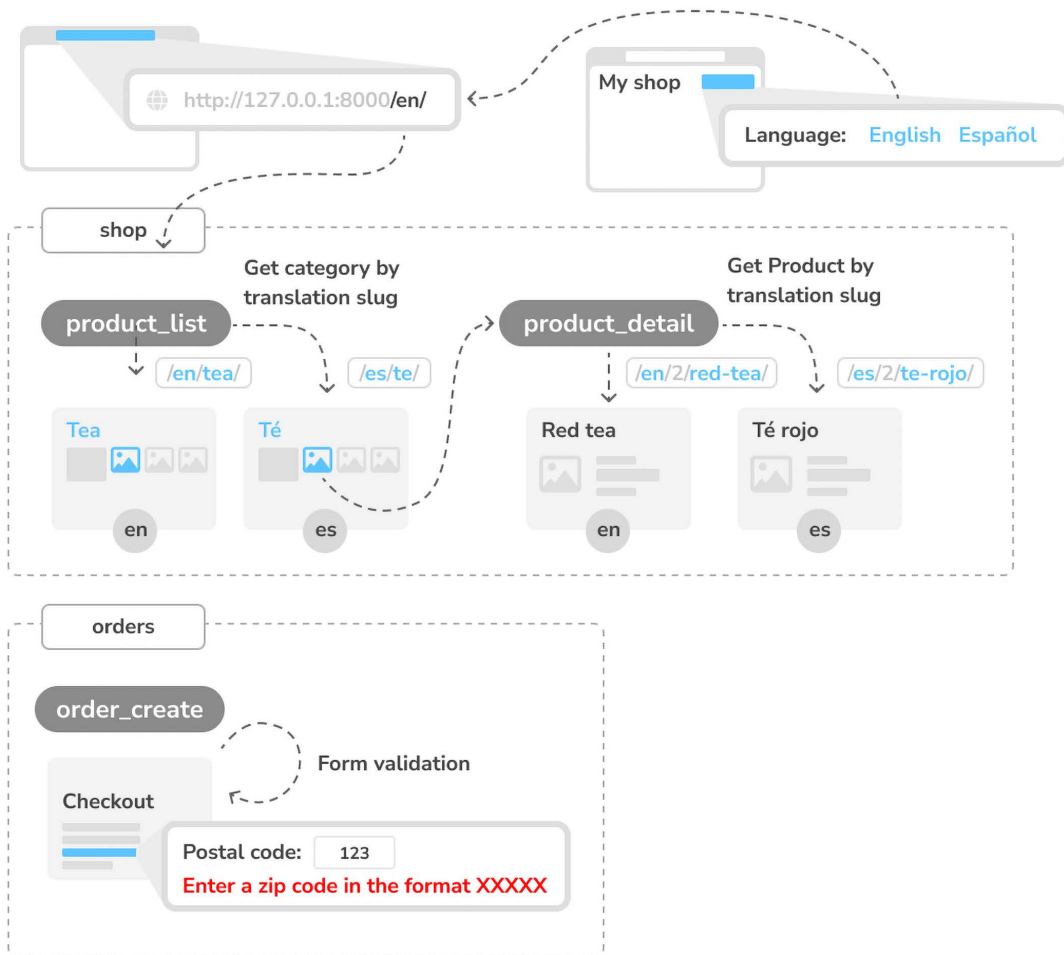 http://127.0.0.1:8000/en/
My shop
Language: English Español
shop
Get category by
translation slug
Get Product by
translation slug
product_list
product_detail
/en/tea/
/es/te/
/en/2/red-tea/
/es/2/te-rojo/
Tea
Té
Red tea
Té rojo
en
es
en
es
orders
order_create
Form validation
Checkout
Postal code: 123
Enter a zip code in the format XXXXX